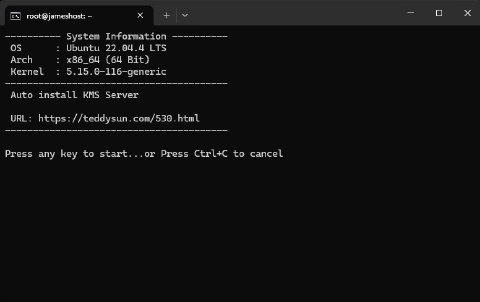 root@jameshost: ~
---------- System Information ----------
OS : Ubuntu 22.04.4 LTS
Arch : x86_64 (64 Bit)
Kernel : 5.15.0-116-generic
----------------------------------------
Auto install KMS Server
URL: https://teddysun.com/530.html
----------------------------------------
Press any key to start...or Press Ctrl+C to cancel